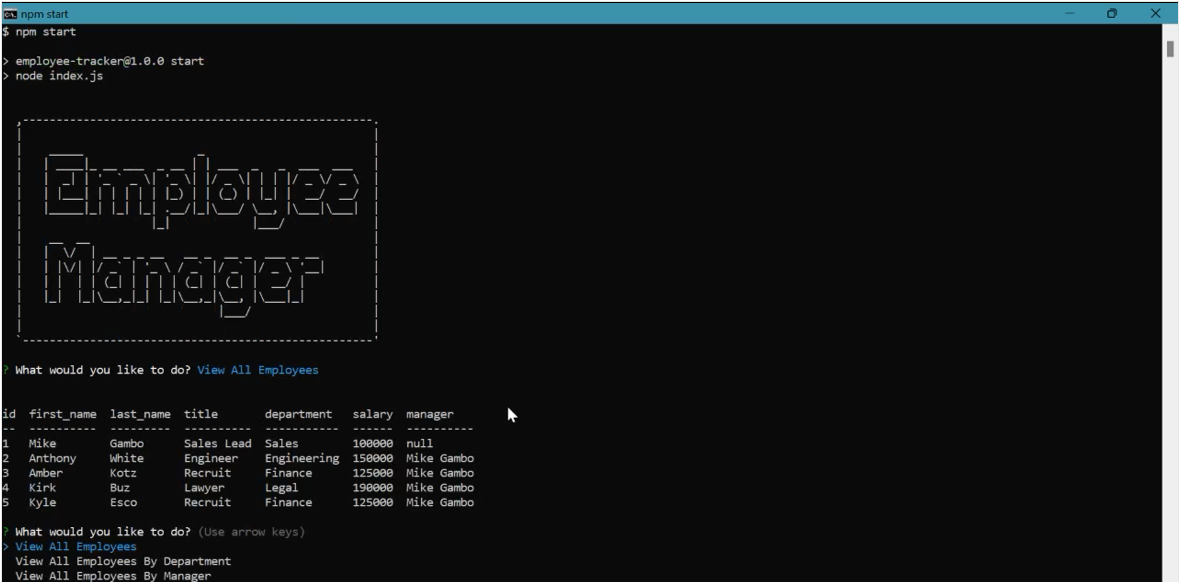 npm start
$ npm start
> employee-tracker@1.0.0 start
> node index.js
Employee
Manager
? What would you like to do? View All Employees
id first_name last_name title department salary manager
-- ---------- --------- ---------- ----------- ------ ----------
1 Mike Gambo Sales Lead Sales 100000 null
2 Anthony White Engineer Engineering 150000 Mike Gambo
3 Amber Kotz Recruit Finance 125000 Mike Gambo
4 Kirk Buz Lawyer Legal 190000 Mike Gambo
5 Kyle Esco Recruit Finance 125000 Mike Gambo
? What would you like to do? (Use arrow keys)
> View All Employees
View All Employees By Department
View All Employees By Manager